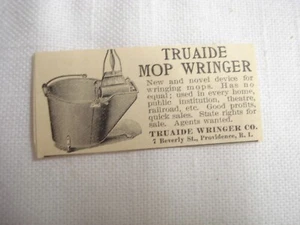 TRUAIDE
MOP WRINGER
New and novel device for
wringing mops. Has no
equal; used in every home,
public institution, theatre,
railroad, etc. Good profits,
quick sales. State rights for
sale. Agents wanted.
TRUAIDE WRINGER CO.
7 Beverly St., Providence, R. I.